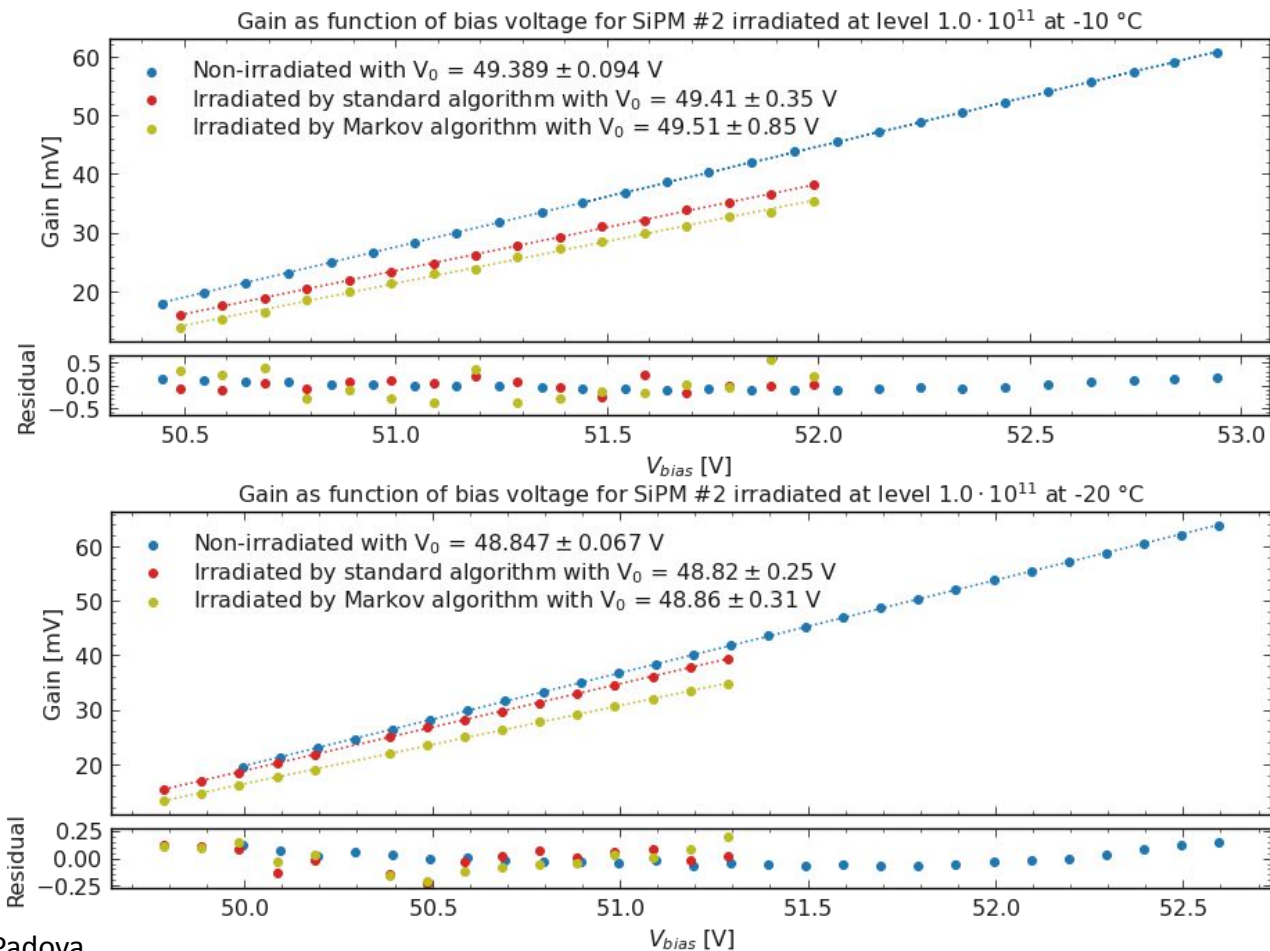 Gain as function of bias voltage for SiPM #2 irradiated at level 1.0 · 10¹¹ at -10 °C
Non-irradiated with V₀ = 49.389 ± 0.094 V
Irradiated by standard algorithm with V₀ = 49.41 ± 0.35 V
Irradiated by Markov algorithm with V₀ = 49.51 ± 0.85 V
Gain [mV]
60
50
40
30
20
Residual
0.5
0.0
−0.5
50.5 51.0 51.5 52.0 52.5 53.0
V_bias [V]
Gain as function of bias voltage for SiPM #2 irradiated at level 1.0 · 10¹¹ at -20 °C
Non-irradiated with V₀ = 48.847 ± 0.067 V
Irradiated by standard algorithm with V₀ = 48.82 ± 0.25 V
Irradiated by Markov algorithm with V₀ = 48.86 ± 0.31 V
Gain [mV]
60
50
40
30
20
Residual
0.25
0.00
−0.25
50.0 50.5 51.0 51.5 52.0 52.5
V_bias [V]
Padova